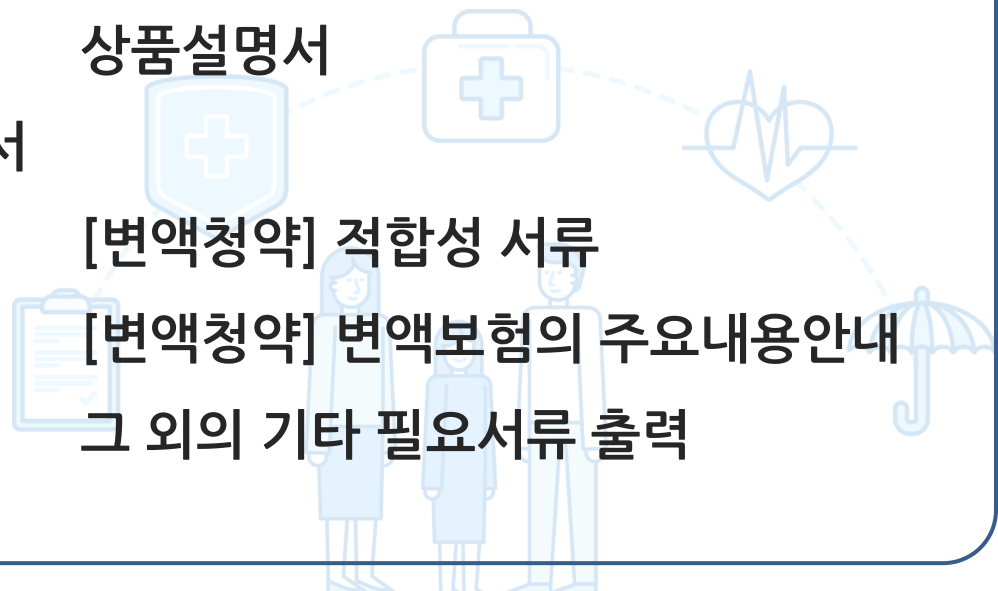 상품설명서
서
[변액청약] 적합성 서류
[변액청약] 변액보험의 주요내용안내
그 외의 기타 필요서류 출력